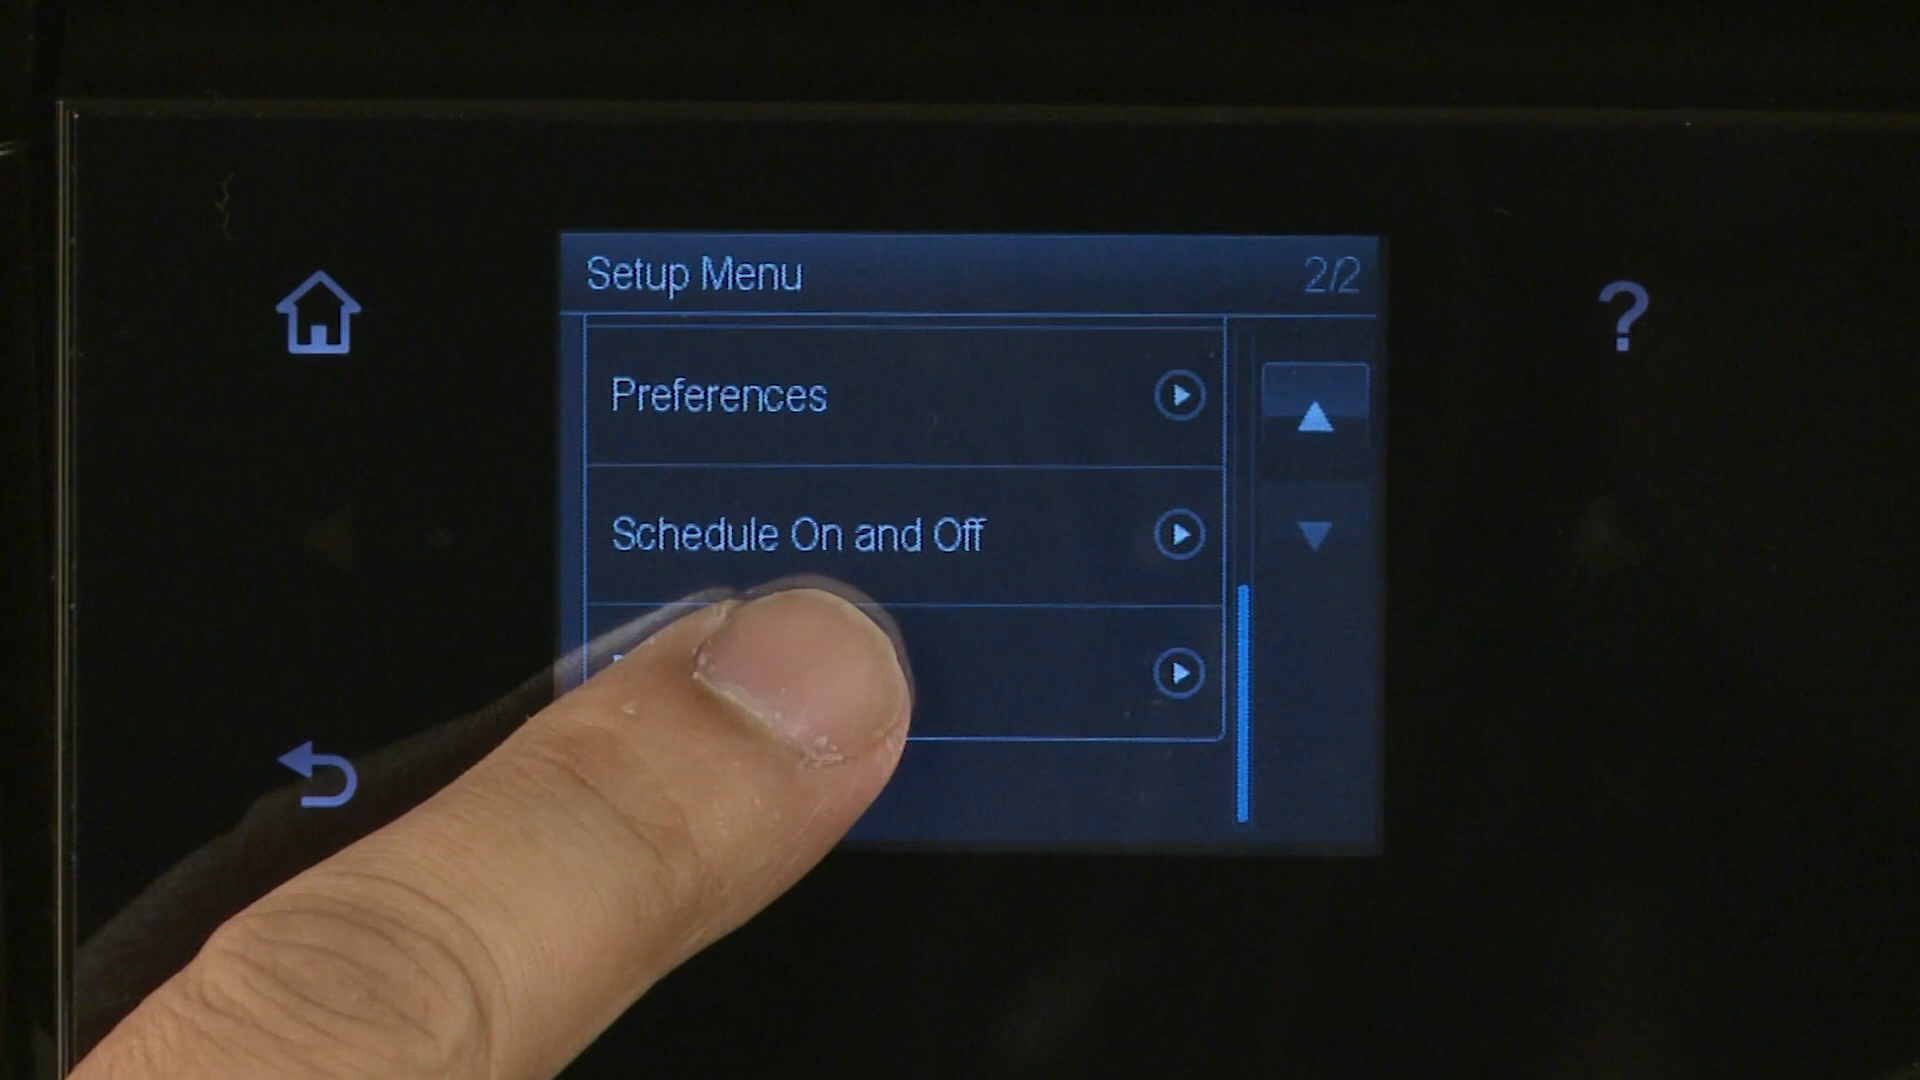 Setup Menu 2/2
Preferences
Schedule On and Off
?